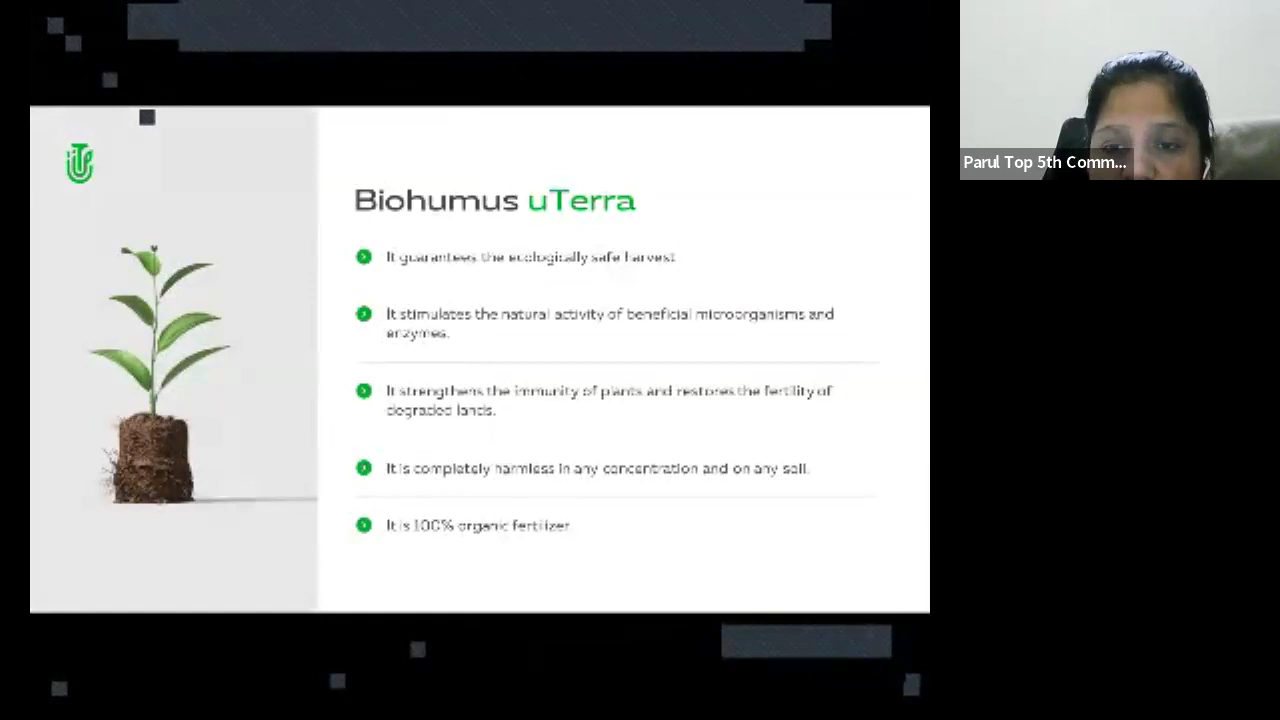 Biohumus uTerra
It guarantees the ecologically safe harvest
It stimulates the natural activity of beneficial microorganisms and
enzymes.
It strengthens the immunity of plants and restores the fertility of
degraded lands.
It is completely harmless in any concentration and on any soil.
It is 100% organic fertilizer
Parul Top 5th Comm...